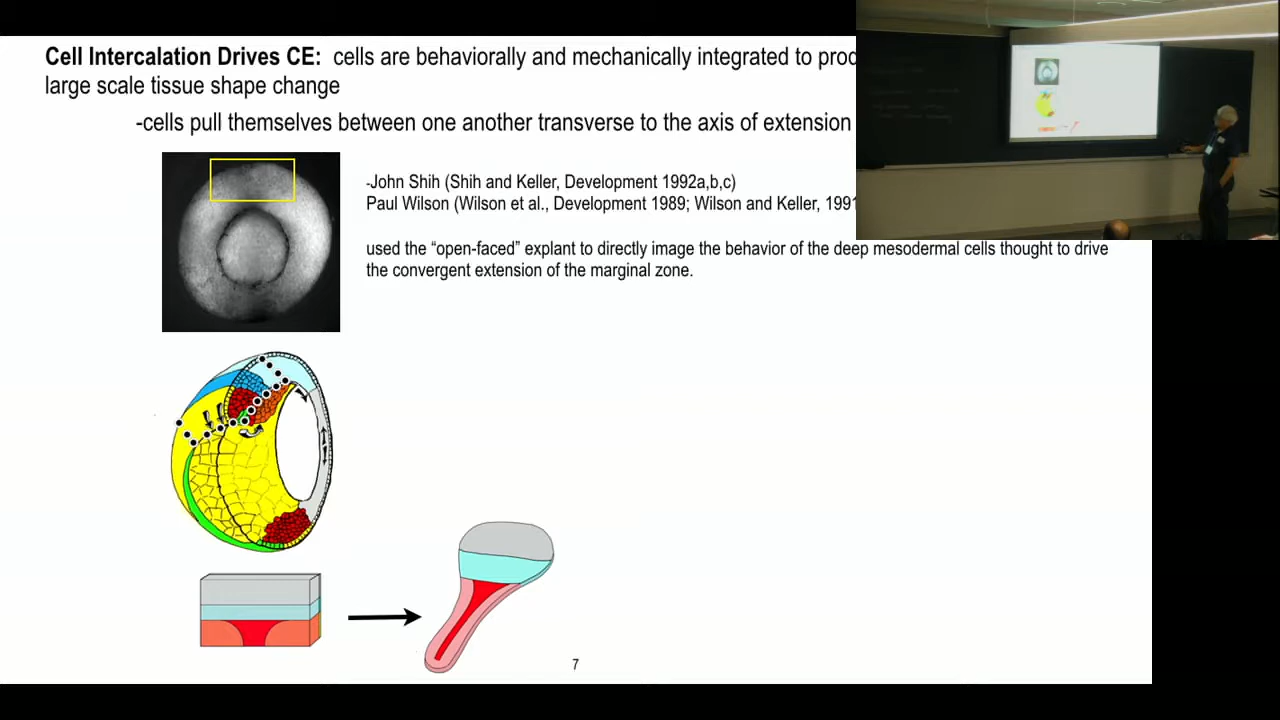 Cell Intercalation Drives CE:  cells are behaviorally and mechanically integrated to
large scale tissue shape change
-cells pull themselves between one another transverse to the axis of extension
-John Shih (Shih and Keller, Development 1992a,b,c)
Paul Wilson (Wilson et al., Development 1989; Wilson and Keller, 1991
used the “open-faced” explant to directly image the behavior of the deep mesodermal cells thought to drive
the convergent extension of the marginal zone.
7